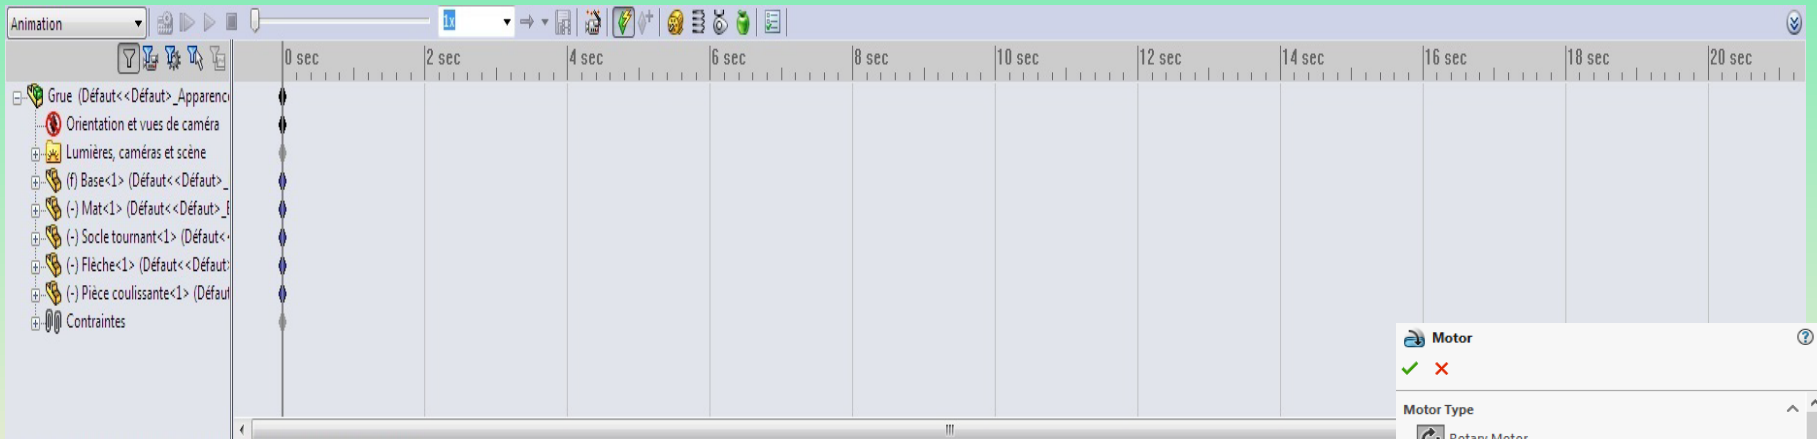 Animation
1x
0 sec 2 sec 4 sec 6 sec 8 sec 10 sec 12 sec 14 sec 16 sec 18 sec 20 sec
Grue (Défaut<<Défaut>_Apparence
Orientation et vues de caméra
Lumières, caméras et scène
(f) Base<1> (Défaut<<Défaut>_
(-) Mat<1> (Défaut<<Défaut>_E
(-) Socle tournant<1> (Défaut<
(-) Flèche<1> (Défaut<<Défaut>
(-) Pièce coulissante<1> (Défaut
Contraintes
Motor
Motor Type
Rotary Motor